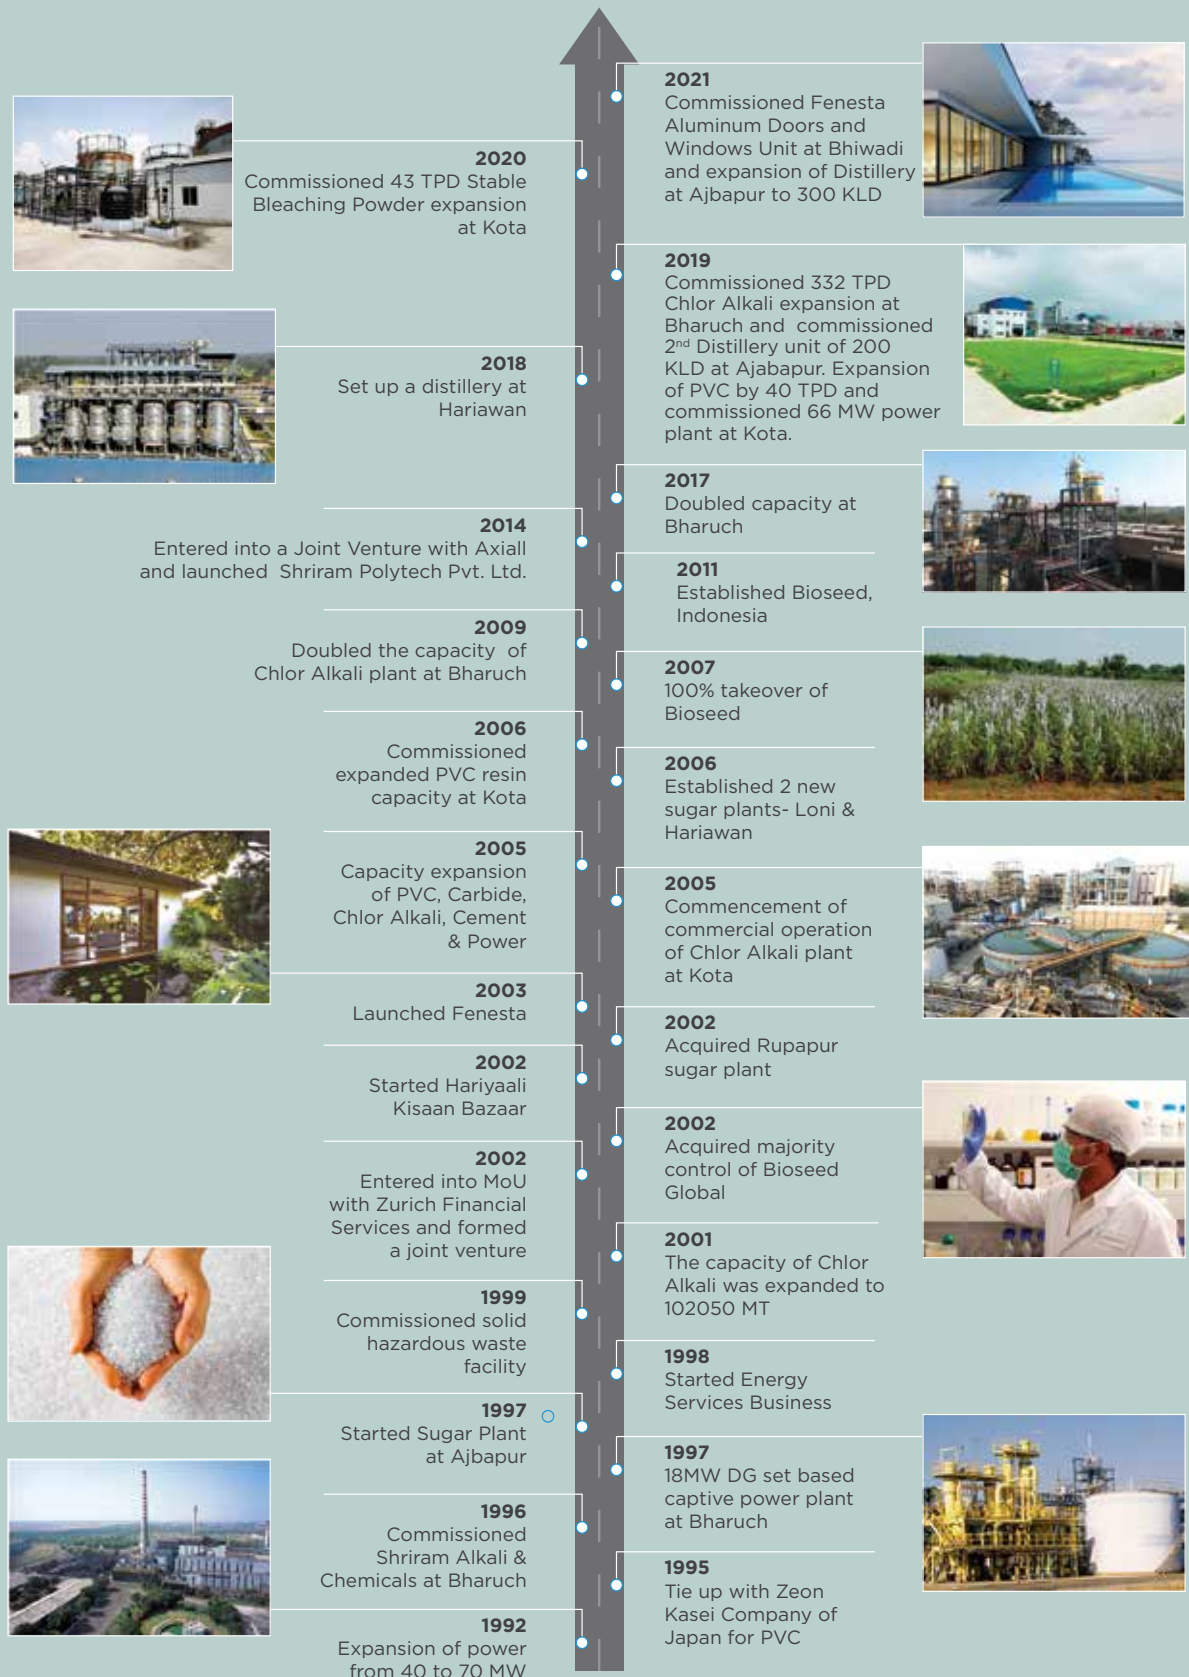 2021
Commissioned Fenesta
Aluminum Doors and
Windows Unit at Bhiwadi
and expansion of Distillery
at Ajbapur to 300 KLD
2020
Commissioned 43 TPD Stable
Bleaching Powder expansion
at Kota
2019
Commissioned 332 TPD
Chlor Alkali expansion at
Bharuch and commissioned
2nd Distillery unit of 200
KLD at Ajabapur. Expansion
of PVC by 40 TPD and
commissioned 66 MW power
plant at Kota.
2018
Set up a distillery at
Hariawan
2017
Doubled capacity at
Bharuch
2014
Entered into a Joint Venture with Axiall
and launched Shriram Polytech Pvt. Ltd.
2011
Established Bioseed,
Indonesia
2009
Doubled the capacity of
Chlor Alkali plant at Bharuch
2007
100% takeover of
Bioseed
2006
Commissioned
expanded PVC resin
capacity at Kota
2006
Established 2 new
sugar plants- Loni &
Hariawan
2005
Capacity expansion
of PVC, Carbide,
Chlor Alkali, Cement
& Power
2005
Commencement of
commercial operation
of Chlor Alkali plant
at Kota
2003
Launched Fenesta
2002
Acquired Rupapur
sugar plant
2002
Started Hariyaali
Kisaan Bazaar
2002
Acquired majority
control of Bioseed
Global
2002
Entered into MoU
with Zurich Financial
Services and formed
a joint venture
2001
The capacity of Chlor
Alkali was expanded to
102050 MT
1999
Commissioned solid
hazardous waste
facility
1998
Started Energy
Services Business
1997
Started Sugar Plant
at Ajbapur
1997
18MW DG set based
captive power plant
at Bharuch
1996
Commissioned
Shriram Alkali &
Chemicals at Bharuch
1995
Tie up with Zeon
Kasei Company of
Japan for PVC
1992
Expansion of power
from 40 to 70 MW